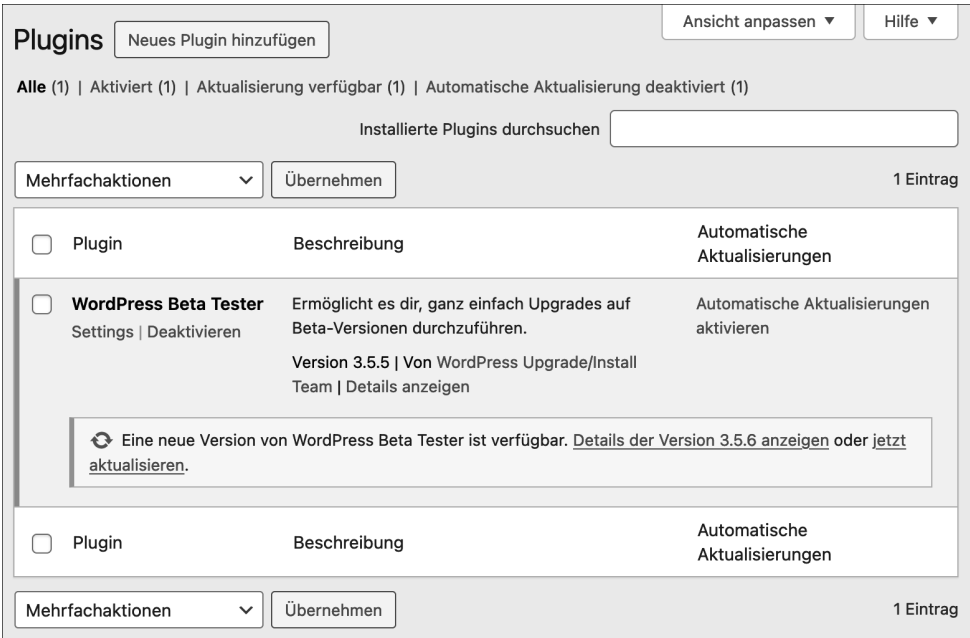 Plugins Neues Plugin hinzufügen Ansicht anpassen ▼ Hilfe ▼
Alle (1) | Aktiviert (1) | Aktualisierung verfügbar (1) | Automatische Aktualisierung deaktiviert (1)
Installierte Plugins durchsuchen
Mehrfachaktionen Übernehmen 1 Eintrag
Plugin Beschreibung Automatische
Aktualisierungen
WordPress Beta Tester Ermöglicht es dir, ganz einfach Upgrades auf Automatische Aktualisierungen
Settings | Deaktivieren Beta-Versionen durchzuführen. aktivieren
Version 3.5.5 | Von WordPress Upgrade/Install
Team | Details anzeigen
Eine neue Version von WordPress Beta Tester ist verfügbar. Details der Version 3.5.6 anzeigen oder jetzt
aktualisieren.
Plugin Beschreibung Automatische
Aktualisierungen
Mehrfachaktionen Übernehmen 1 Eintrag